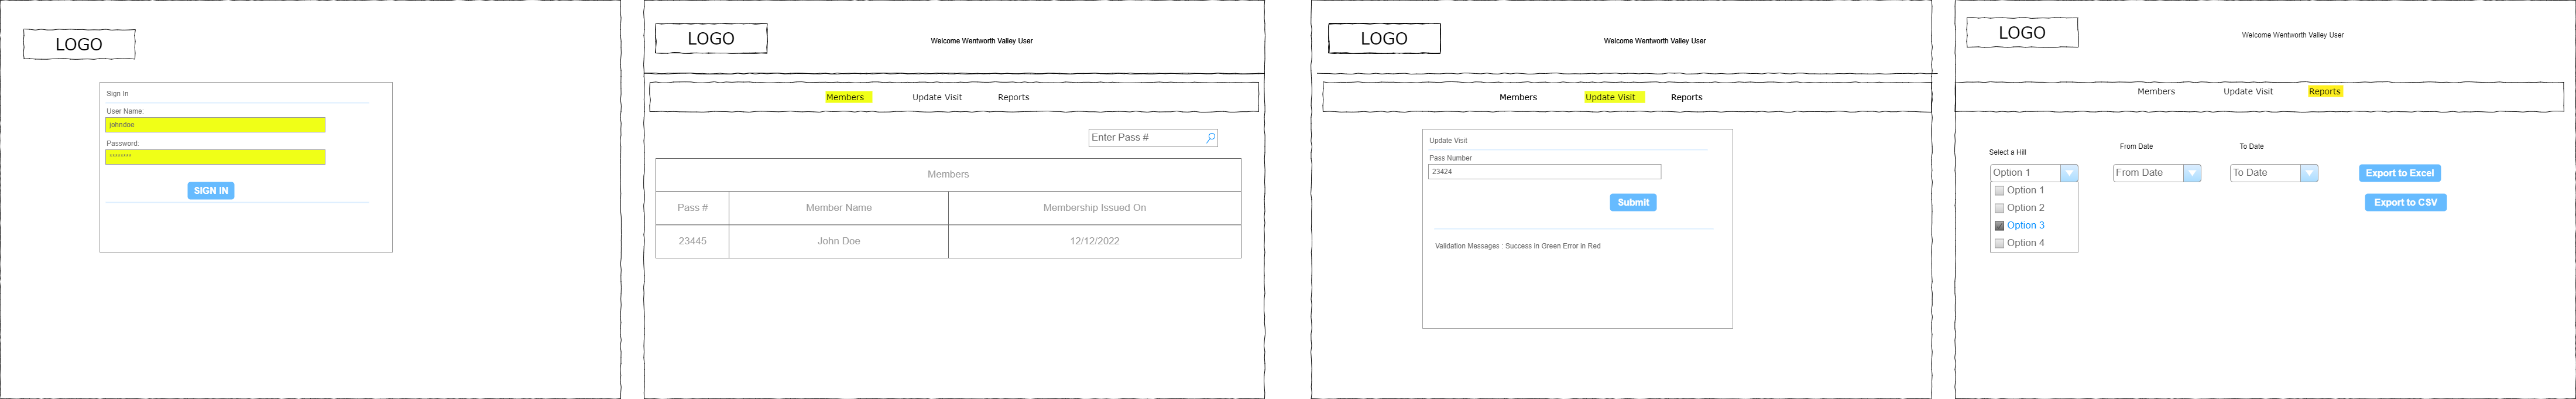 LOGO
Sign In
User Name:
johndoe
Password:
********
SIGN IN
LOGO
Welcome Wentworth Valley User
Members Update Visit Reports
Enter Pass #
Members
Pass # Member Name Membership Issued On
23445 John Doe 12/12/2022
LOGO
Welcome Wentworth Valley User
Members Update Visit Reports
Update Visit
Pass Number
23424
Submit
Validation Messages : Success in Green Error in Red
LOGO
Welcome Wentworth Valley User
Members Update Visit Reports
Select a Hill From Date To Date
Option 1 From Date To Date Export to Excel
Option 1
Option 2 Export to CSV
Option 3
Option 4